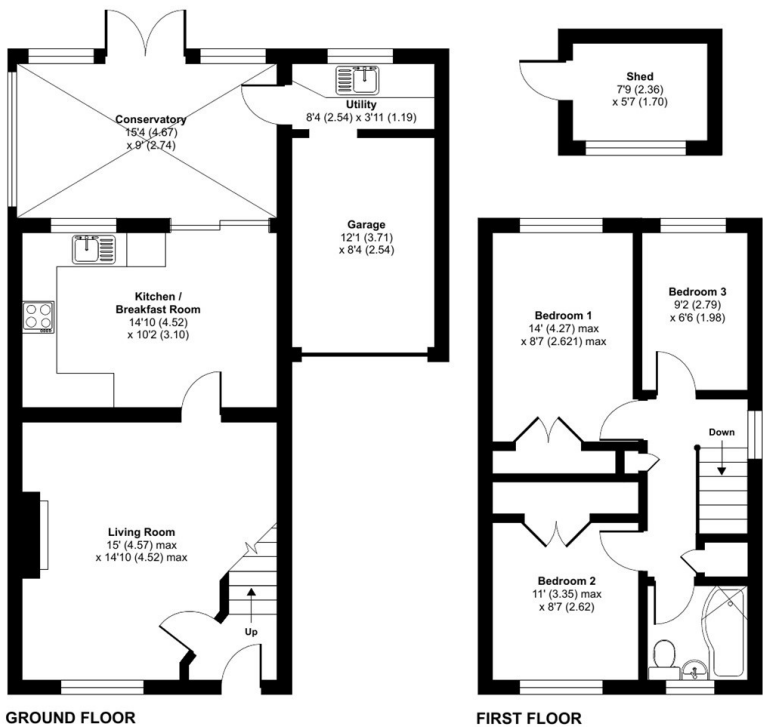 Conservatory
15'4 (4.67)
x 9' (2.74)
Utility
8'4 (2.54) x 3'11 (1.19)
Shed
7'9 (2.36)
x 5'7 (1.70)
Garage
12'1 (3.71)
x 8'4 (2.54)
Kitchen /
Breakfast Room
14'10 (4.52)
x 10'2 (3.10)
Bedroom 1
14' (4.27) max
x 8'7 (2.621) max
Bedroom 3
9'2 (2.79)
x 6'6 (1.98)
Down
Living Room
15' (4.57) max
x 14'10 (4.52) max
Up
Bedroom 2
11' (3.35) max
x 8'7 (2.62)
GROUND FLOOR
FIRST FLOOR